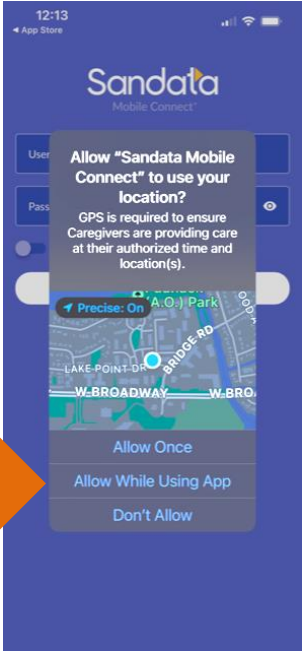 12:13
◀ App Store
Sandata
Mobile Connect
User
Allow “Sandata Mobile
Connect” to use your
location?
Pass
GPS is required to ensure
Caregivers are providing care
at their authorized time and
location(s).
Precise: On
(A.O.) Park
BRIDGE RD
LAKE POINT DR
W BROADWAY
W BRO
Allow Once
Allow While Using App
Don’t Allow